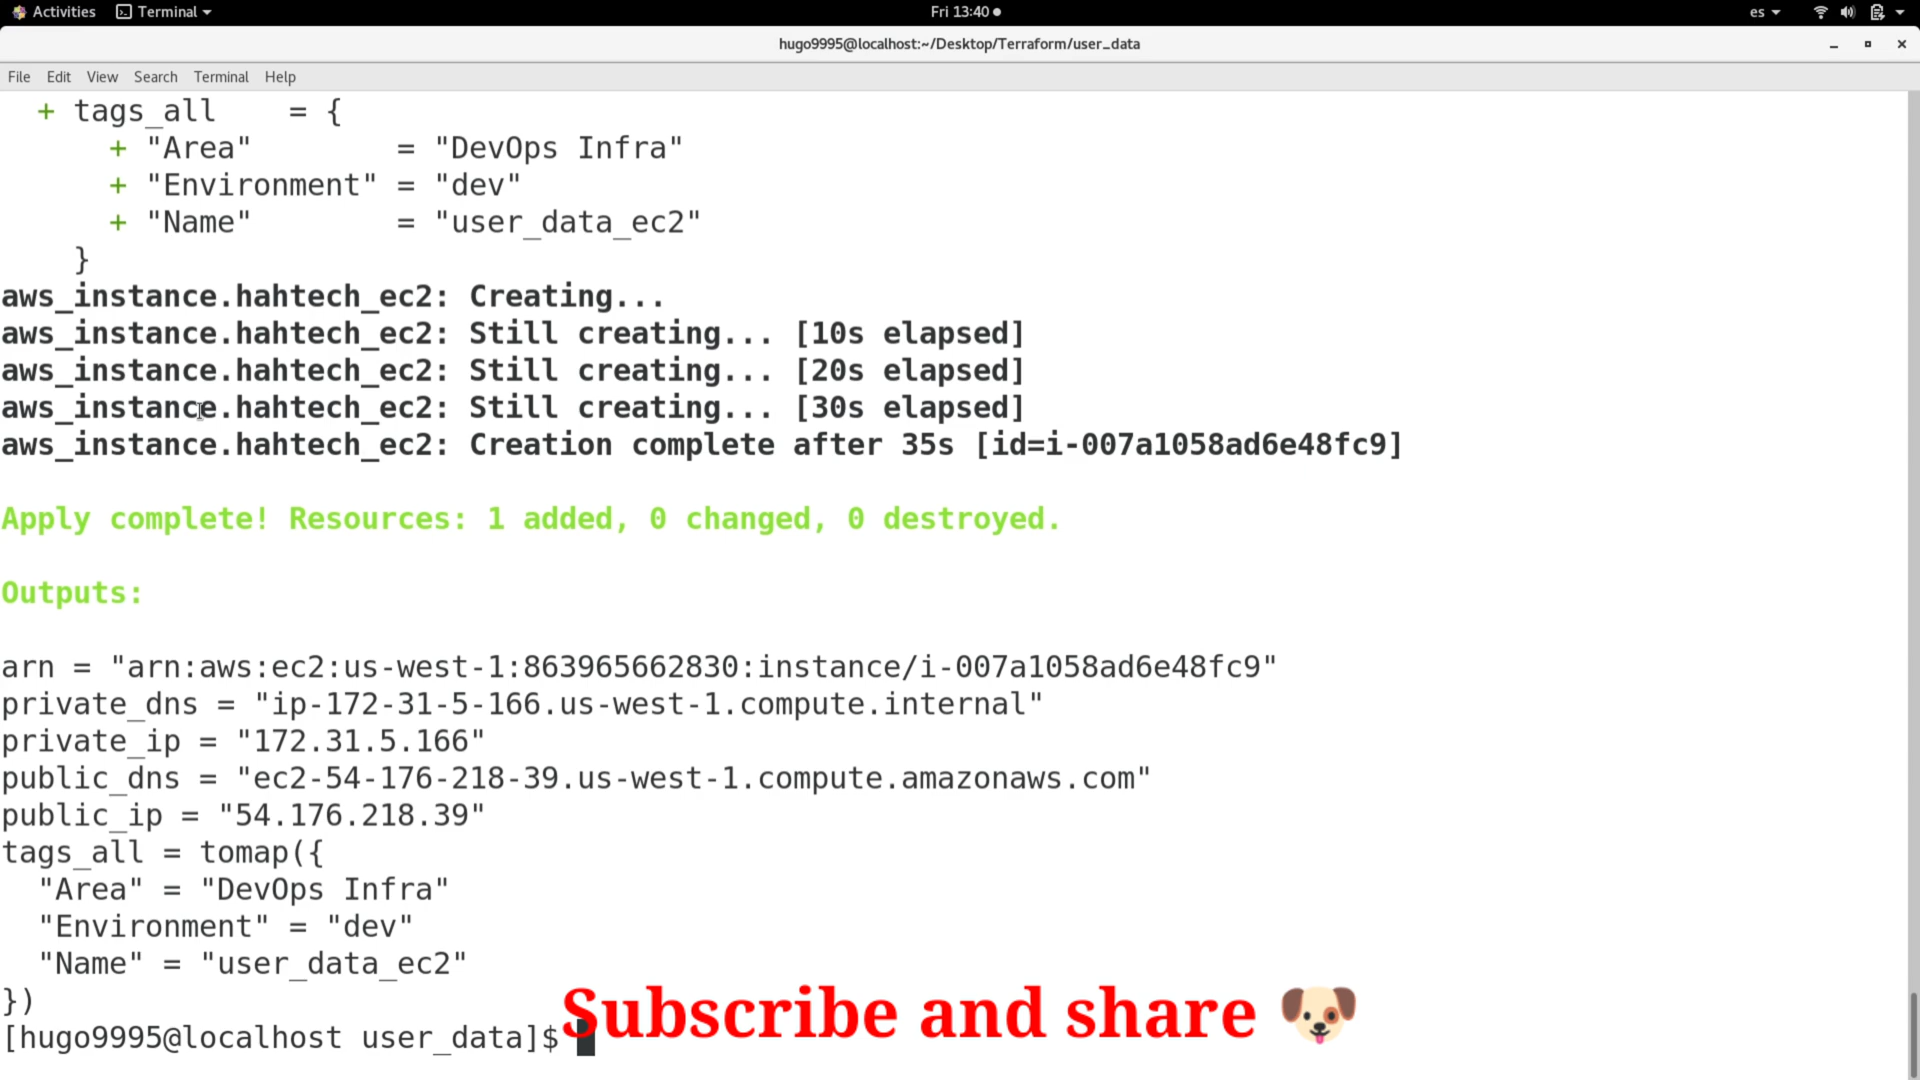 Activities Terminal Fri 13:40 es
hugo9995@localhost:~/Desktop/Terraform/user_data
File Edit View Search Terminal Help
+ tags_all = {
+ "Area" = "DevOps Infra"
+ "Environment" = "dev"
+ "Name" = "user_data_ec2"
}
aws_instance.hahtech_ec2: Creating...
aws_instance.hahtech_ec2: Still creating... [10s elapsed]
aws_instance.hahtech_ec2: Still creating... [20s elapsed]
aws_instance.hahtech_ec2: Still creating... [30s elapsed]
aws_instance.hahtech_ec2: Creation complete after 35s [id=i-007a1058ad6e48fc9]
Apply complete! Resources: 1 added, 0 changed, 0 destroyed.
Outputs:
arn = "arn:aws:ec2:us-west-1:863965662830:instance/i-007a1058ad6e48fc9"
private_dns = "ip-172-31-5-166.us-west-1.compute.internal"
private_ip = "172.31.5.166"
public_dns = "ec2-54-176-218-39.us-west-1.compute.amazonaws.com"
public_ip = "54.176.218.39"
tags_all = tomap({
"Area" = "DevOps Infra"
"Environment" = "dev"
"Name" = "user_data_ec2"
})
Subscribe and share 🐶
[hugo9995@localhost user_data]$